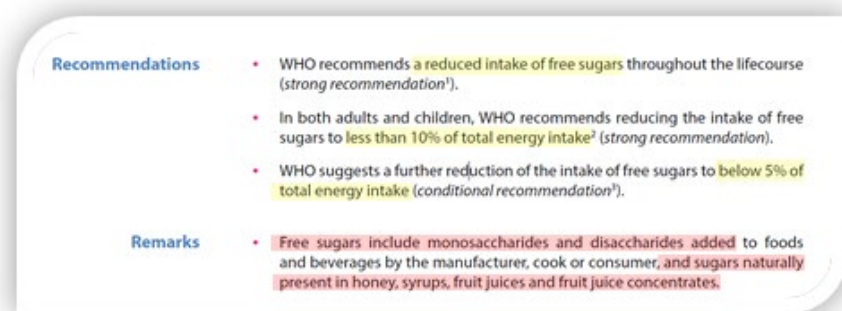 Recommendations • WHO recommends a reduced intake of free sugars throughout the lifecourse
(strong recommendation¹).
• In both adults and children, WHO recommends reducing the intake of free
sugars to less than 10% of total energy intake² (strong recommendation).
• WHO suggests a further reduction of the intake of free sugars to below 5% of
total energy intake (conditional recommendation³).
Remarks • Free sugars include monosaccharides and disaccharides added to foods
and beverages by the manufacturer, cook or consumer, and sugars naturally
present in honey, syrups, fruit juices and fruit juice concentrates.